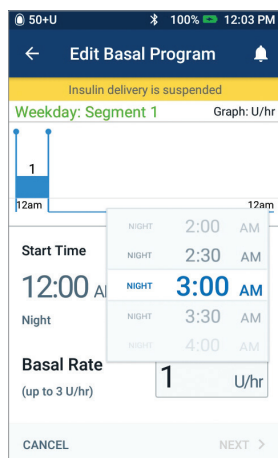 50+U 100% 12:03 PM
Edit Basal Program
Insulin delivery is suspended
Weekday: Segment 1 Graph: U/hr
1
12am 12am
NIGHT 2:00 AM
Start Time NIGHT 2:30 AM
12:00 A NIGHT 3:00 AM
Night NIGHT 3:30 AM
NIGHT 4:00 AM
Basal Rate
1 U/hr
(up to 3 U/hr)
CANCEL NEXT >